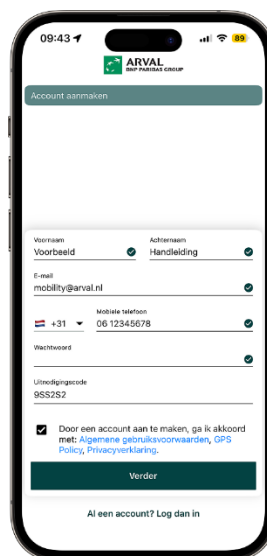 09:43
89
ARVAL
BNP PARIBAS GROUP
Account aanmaken
Voornaam
Voorbeeld
Achternaam
Handleiding
E-mail
mobility@arval.nl
+31
Mobiele telefoon
06 12345678
Wachtwoord
Uitnodigingscode
9SS2S2
Door een account aan te maken, ga ik akkoord
met: Algemene gebruiksvoorwaarden, GPS
Policy, Privacyverklaring.
Verder
Al een account? Log dan in